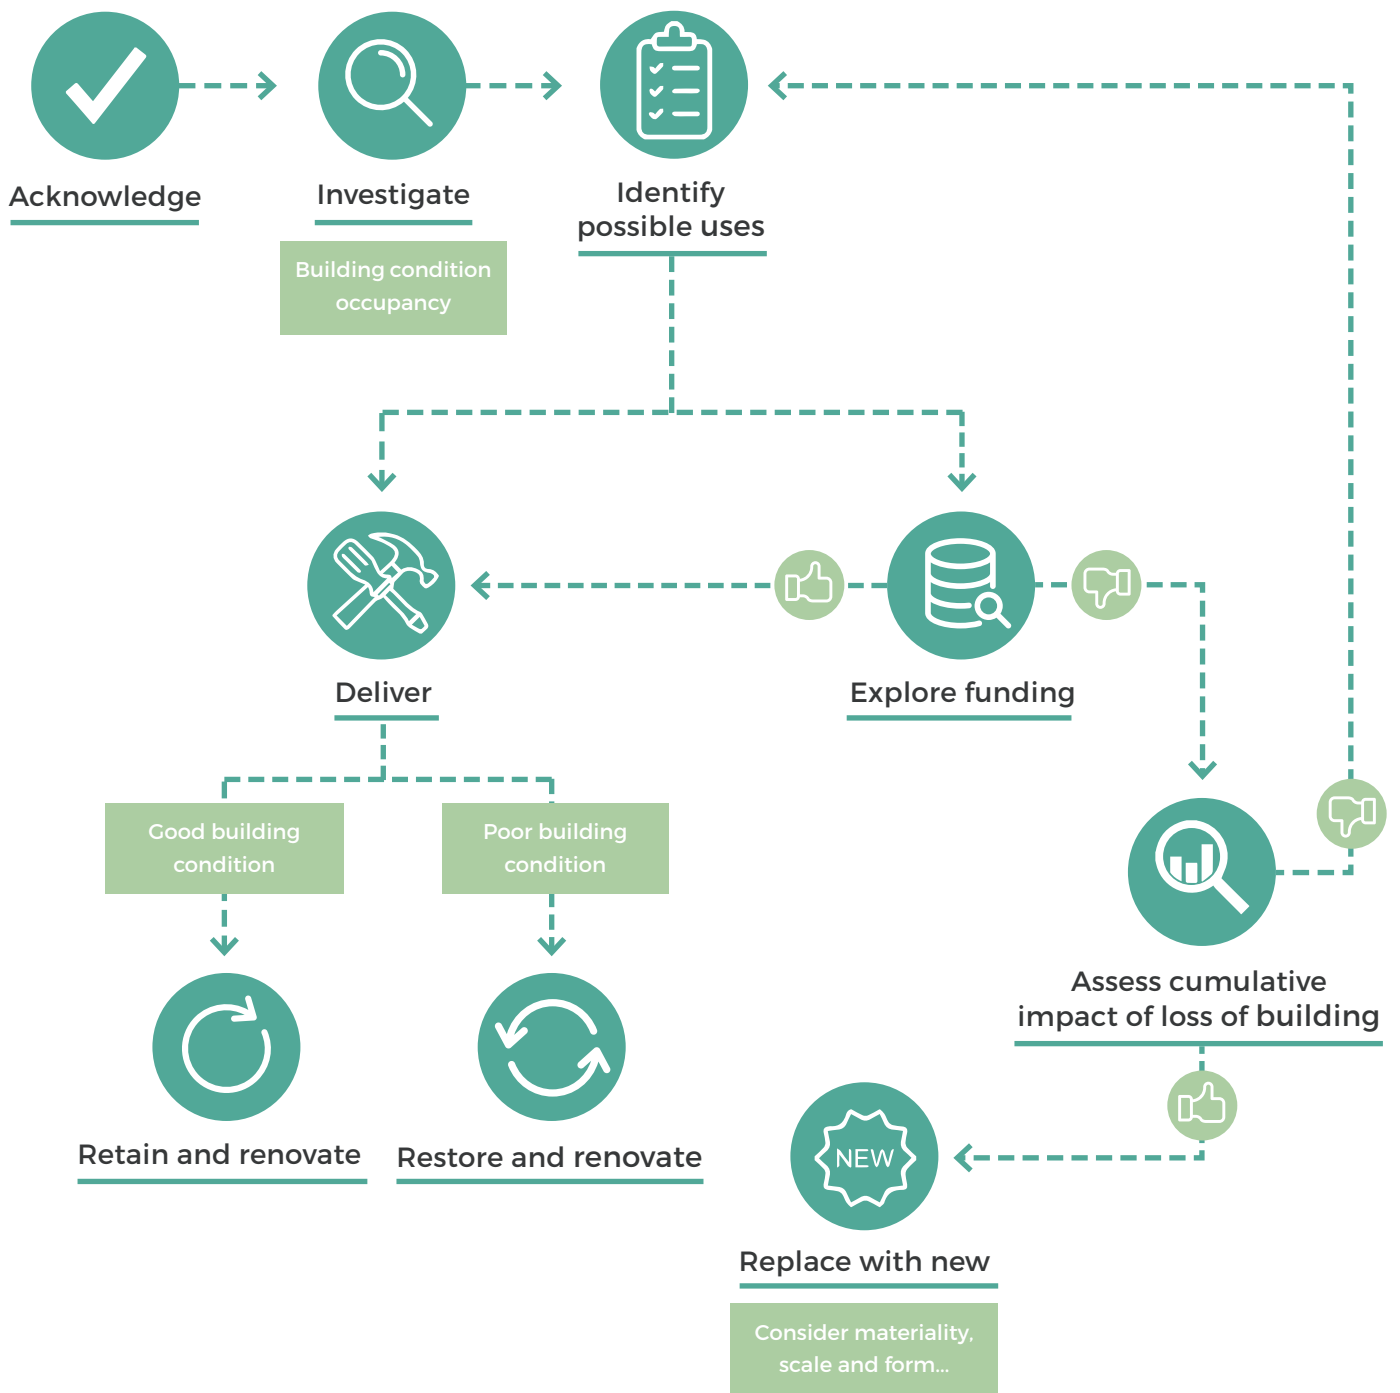 Acknowledge
Investigate
Building condition
occupancy
Identify
possible uses
Deliver
Explore funding
Good building
condition
Poor building
condition
Assess cumulative
impact of loss of building
Retain and renovate
Restore and renovate
NEW
Replace with new
Consider materiality,
scale and form...